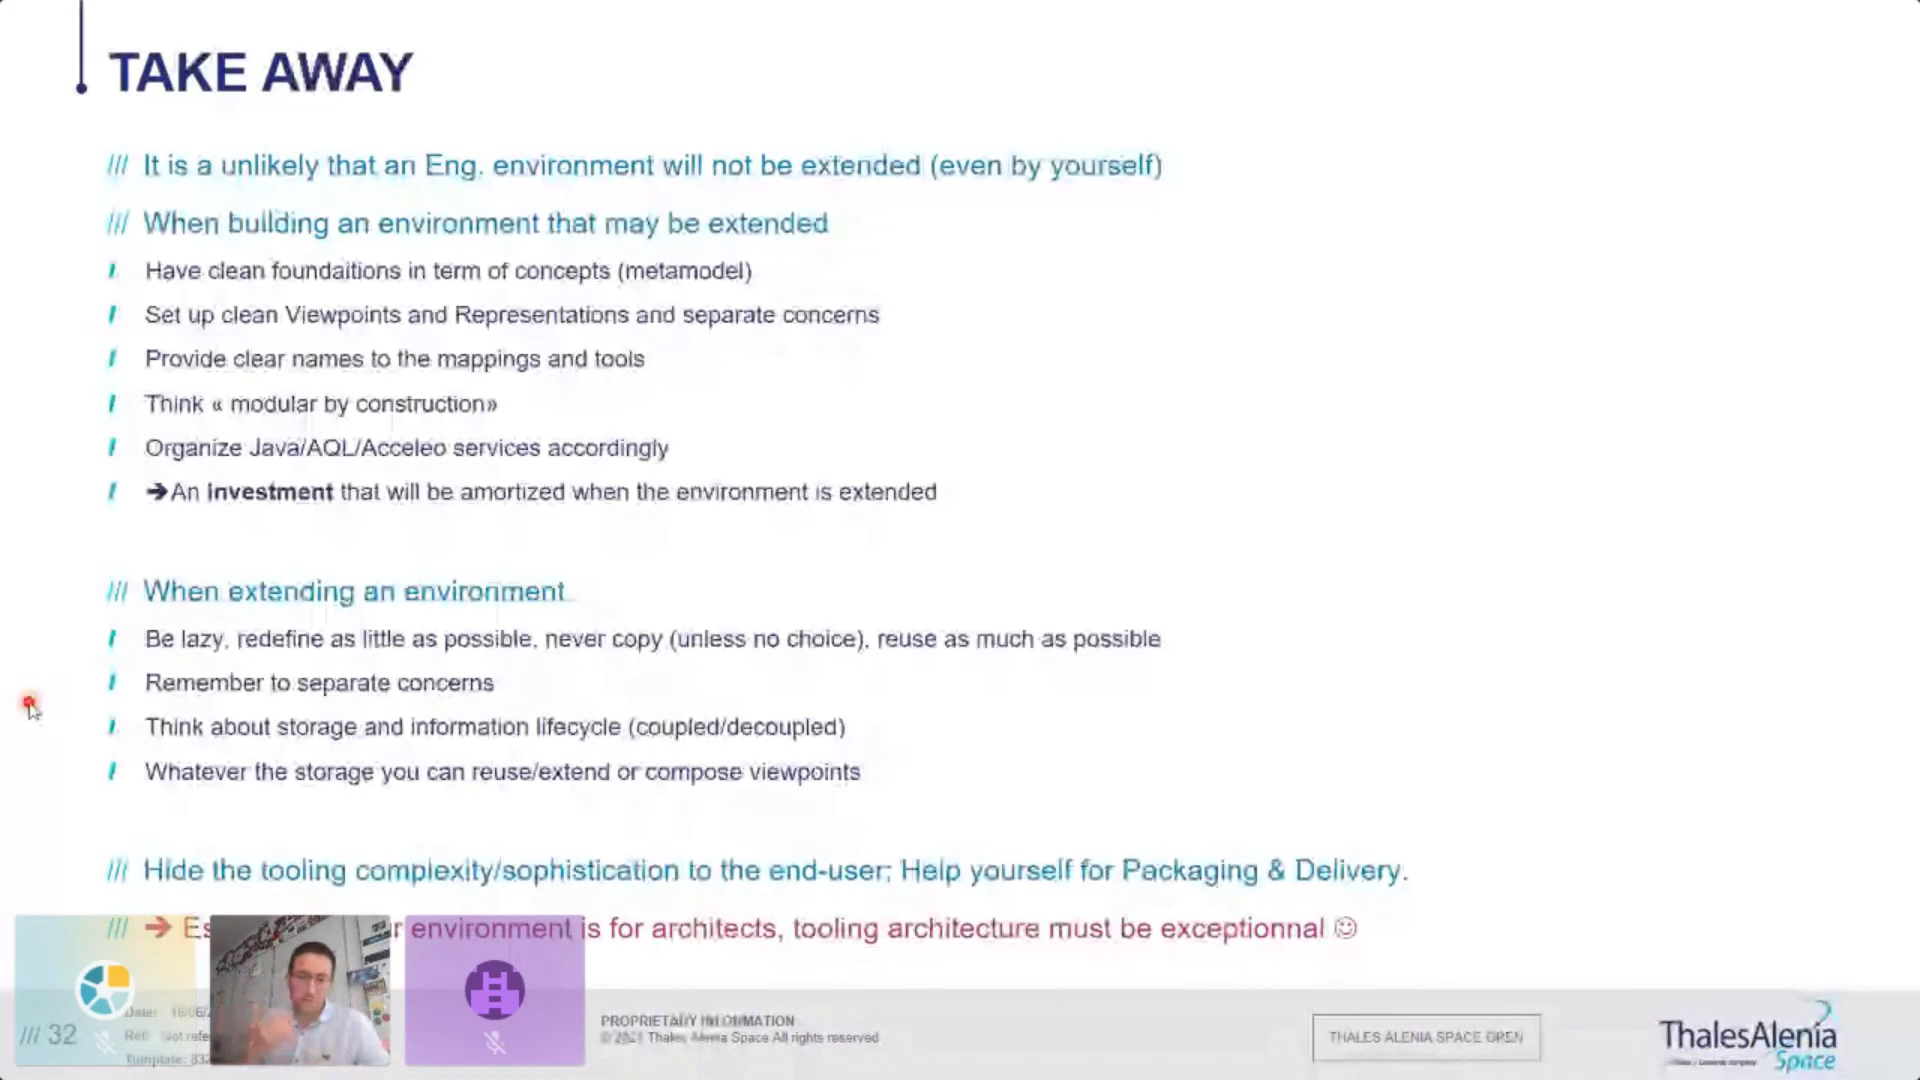 TAKE AWAY
/// It is a unlikely that an Eng. environment will not be extended (even by yourself)
/// When building an environment that may be extended
/ Have clean foundaitions in term of concepts (metamodel)
/ Set up clean Viewpoints and Representations and separate concerns
/ Provide clear names to the mappings and tools
/ Think « modular by construction»
/ Organize Java/AQL/Acceleo services accordingly
/ ➔An investment that will be amortized when the environment is extended
/// When extending an environment
/ Be lazy, redefine as little as possible, never copy (unless no choice), reuse as much as possible
/ Remember to separate concerns
/ Think about storage and information lifecycle (coupled/decoupled)
/ Whatever the storage you can reuse/extend or compose viewpoints
/// Hide the tooling complexity/sophistication to the end-user; Help yourself for Packaging & Delivery.
/// ➔ environment is for architects, tooling architecture must be exceptionnal ☺
/// 32
Date:
Ref:
Template:
PROPRIETARY INFORMATION
© 2021 Thales Alenia Space All rights reserved
THALES ALENIA SPACE OPEN
ThalesAlenia
Space